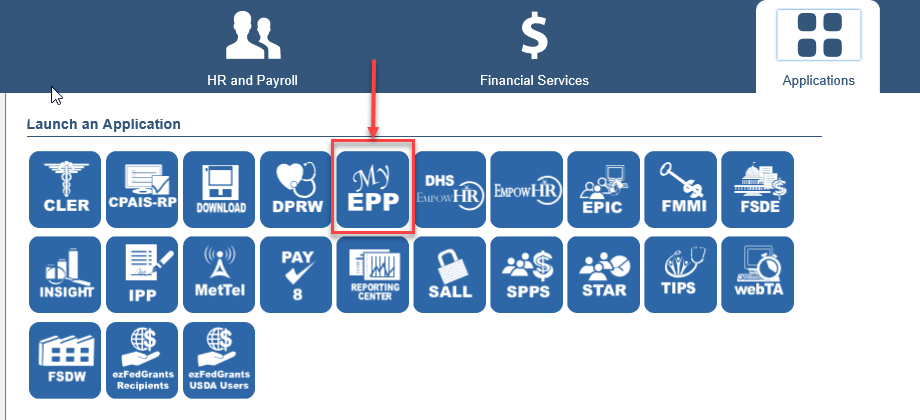 HR and Payroll
Financial Services
Applications
Launch an Application
CLER
CPAIS-RP
DOWNLOAD
DPRW
My
EPP
DHS
EMPOWHR
EMPOWHR
EPIC
FMMI
FSDE
INSIGHT
IPP
MetTel
PAY
8
REPORTING
CENTER
SALL
SPPS
STAR
TIPS
webTA
FSDW
ezFedGrants
Recipients
ezFedGrants
USDA Users